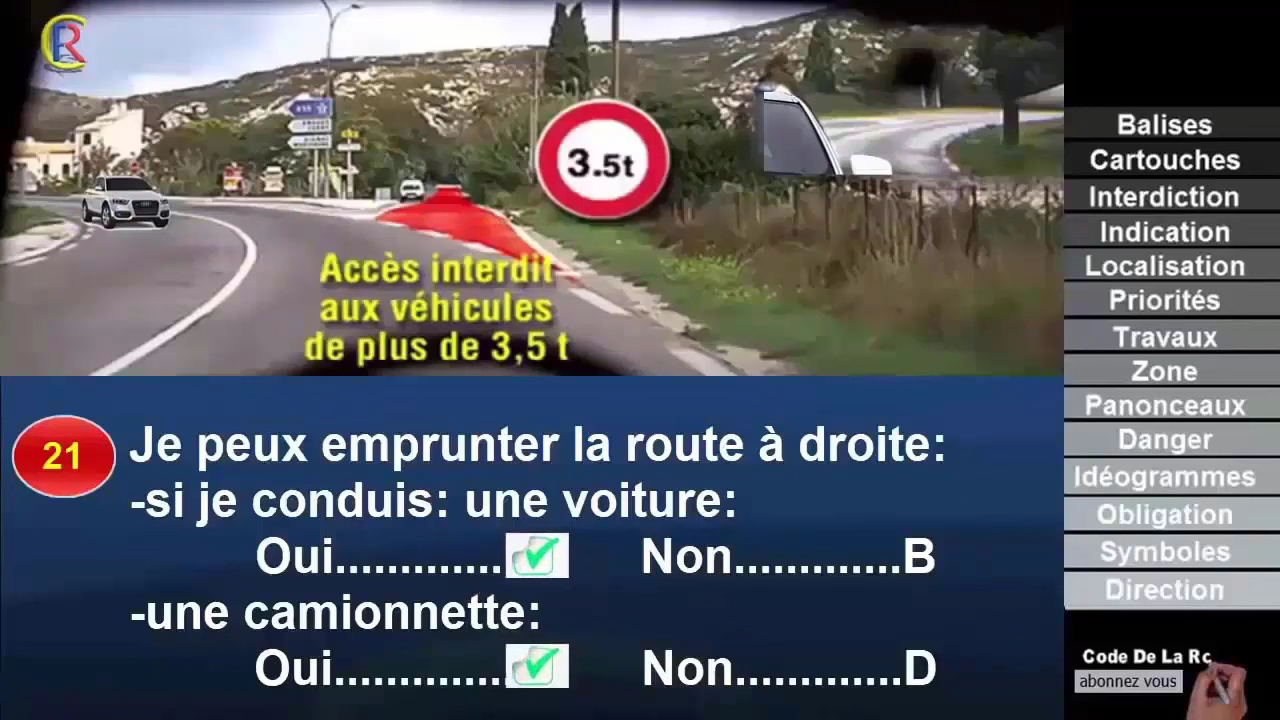 3.5t
Accès interdit
aux véhicules
de plus de 3,5 t
21
Je peux emprunter la route à droite:
-si je conduis: une voiture:
Oui............. Non.............B
-une camionnette:
Oui............. Non.............D
Balises
Cartouches
Interdiction
Indication
Localisation
Priorités
Travaux
Zone
Panonceaux
Danger
Idéogrammes
Obligation
Symboles
Direction
Code De La Rc
abonnez vous